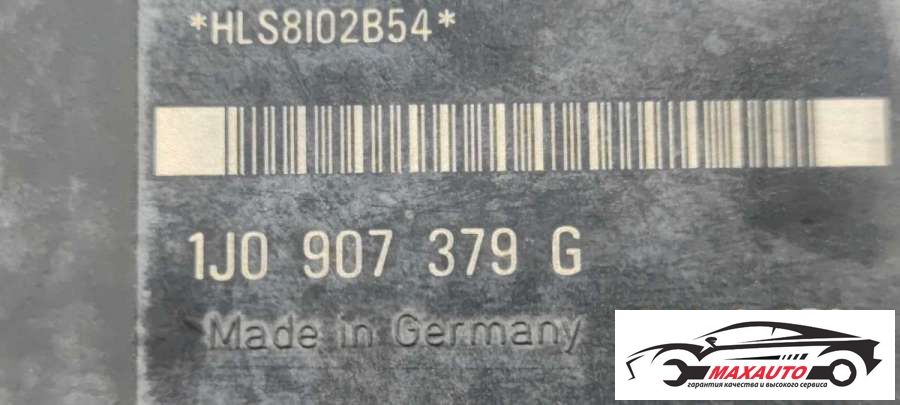 *HLS8I02B54*
1J0 907 379 G
Made in Germany
MAXAUTO
гарантия качества и высокого сервиса